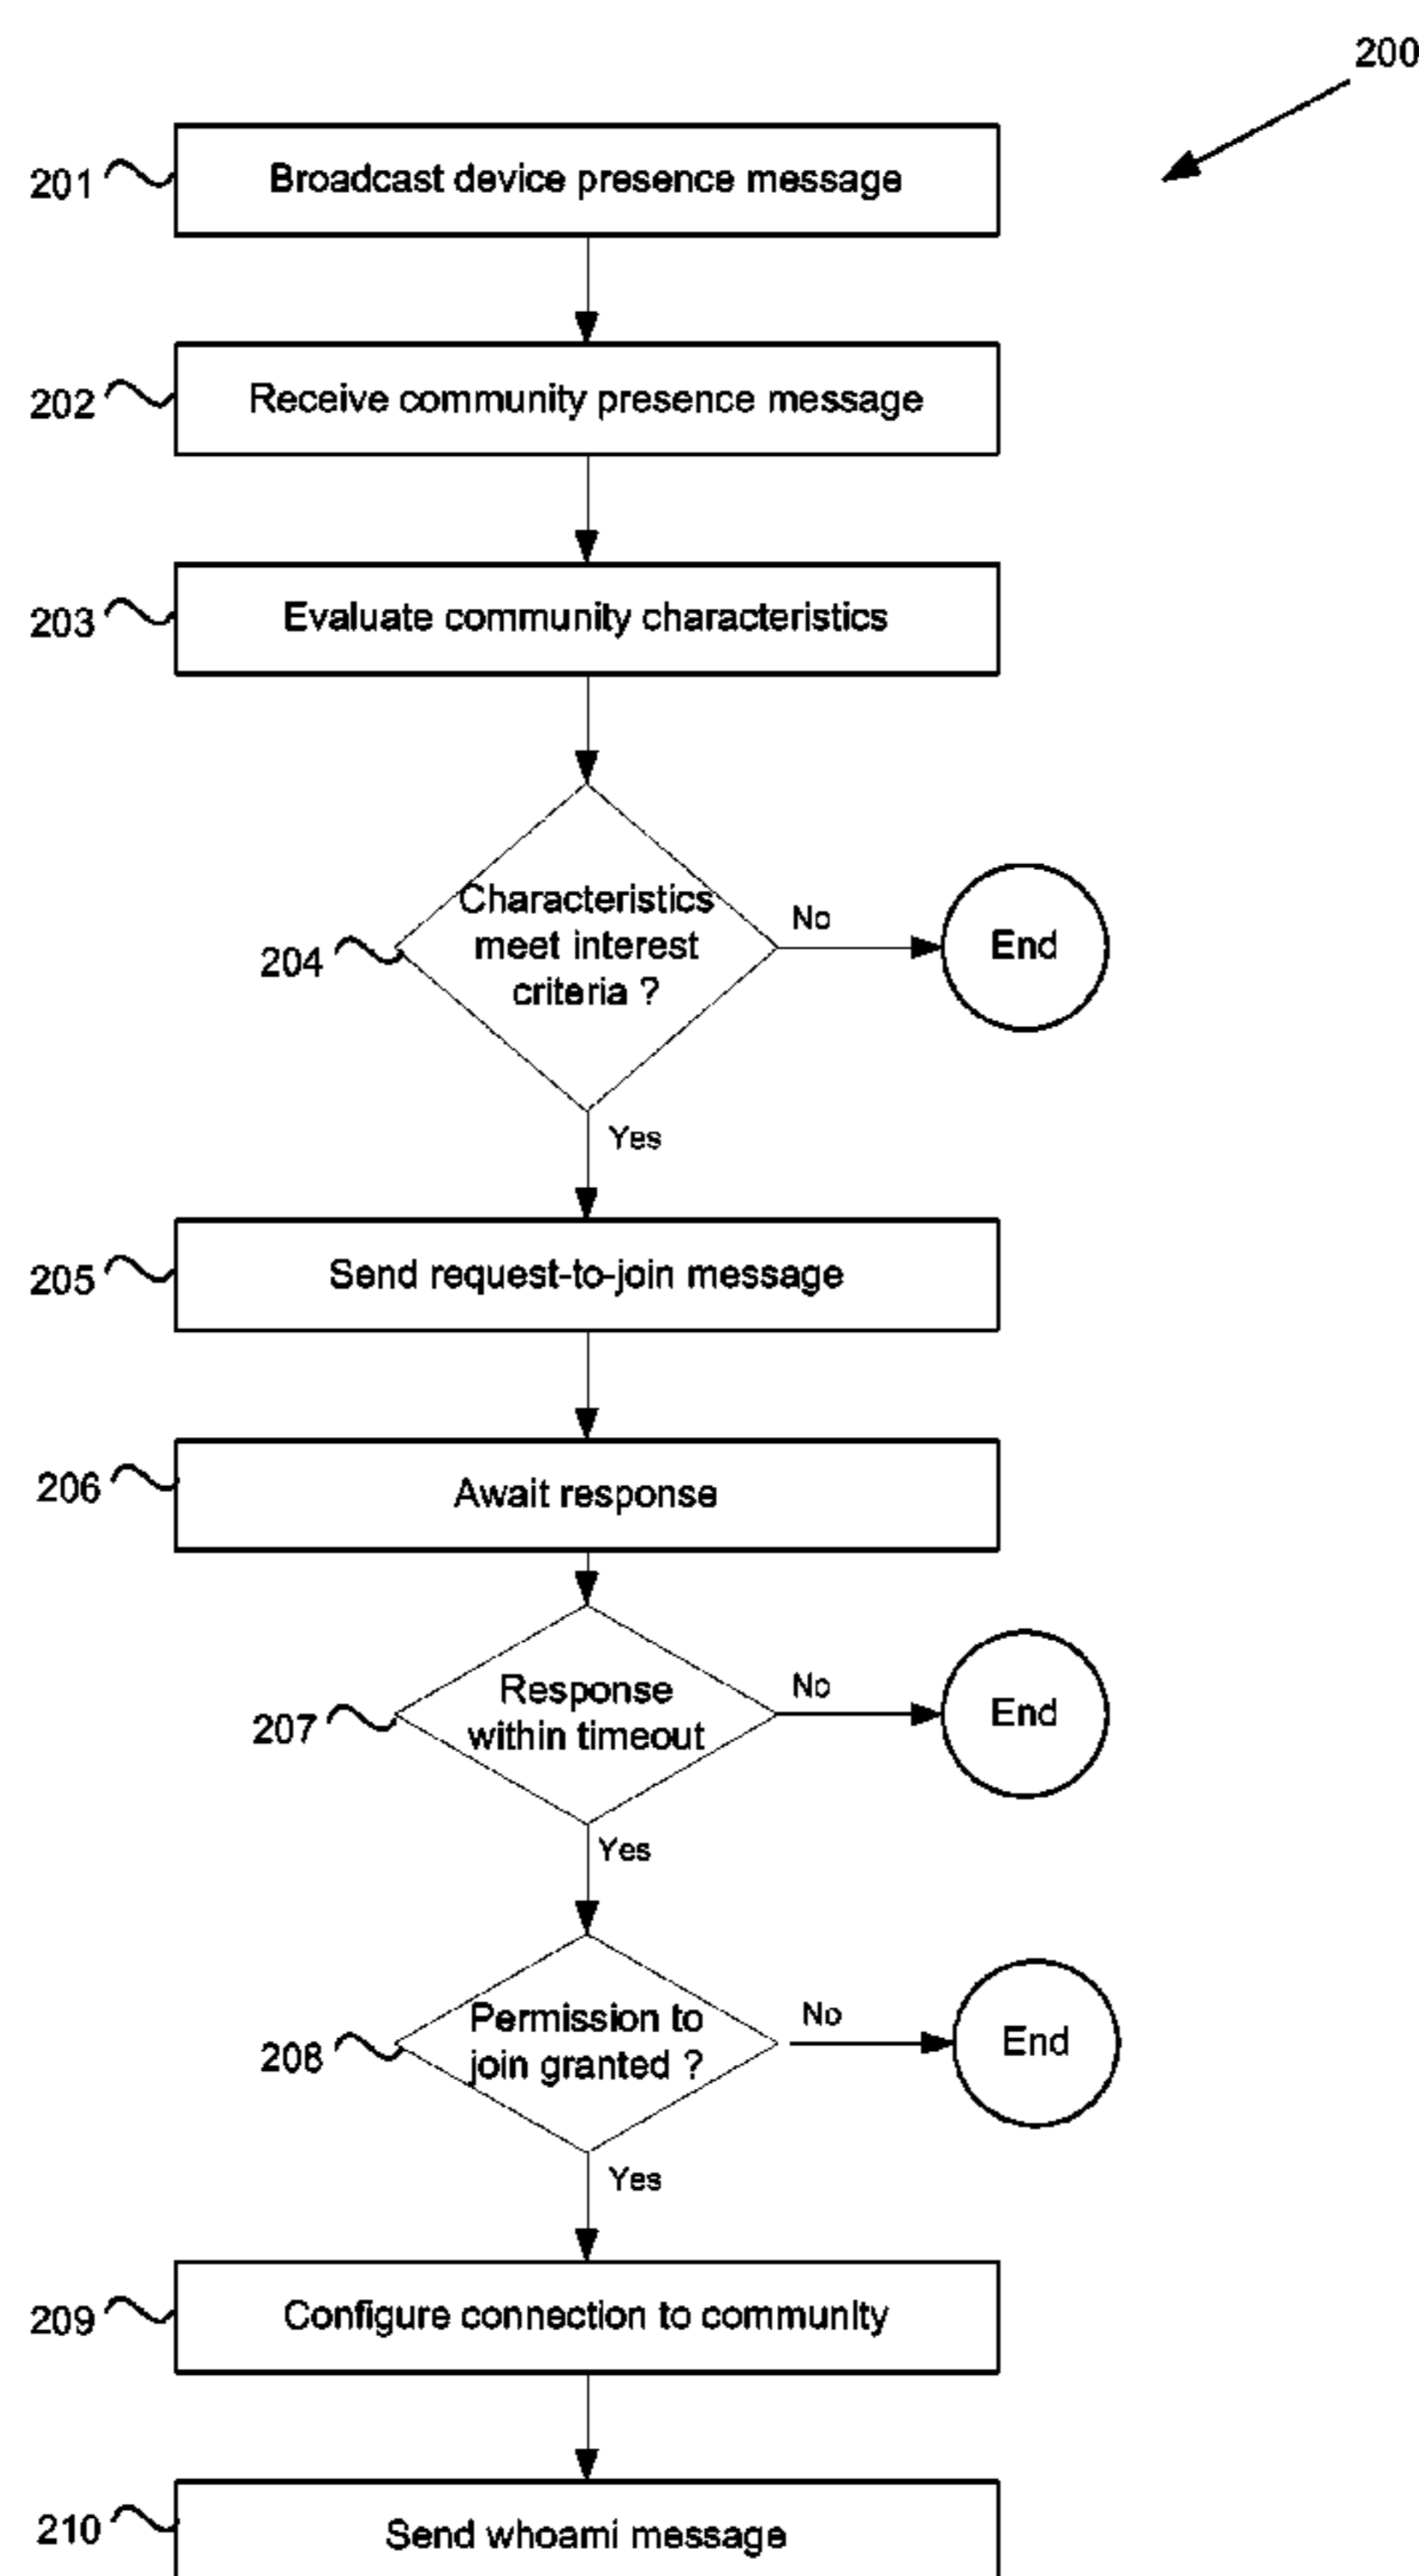 200
201
Broadcast device presence message
202
Receive community presence message
203
Evaluate community characteristics
204
Characteristics
meet interest
criteria ?
No
End
Yes
205
Send request-to-join message
206
Await response
207
Response
within timeout
No
End
Yes
208
Permission to
join granted ?
No
End
Yes
209
Configure connection to community
210
Send whoami message